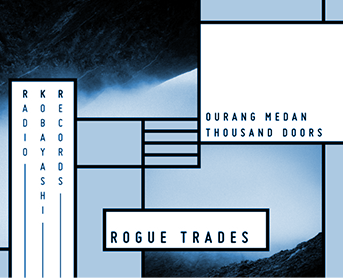 RADIO
KOBAYASHI
RECORDS
OURANG MEDAN
THOUSAND DOORS
ROGUE TRADES